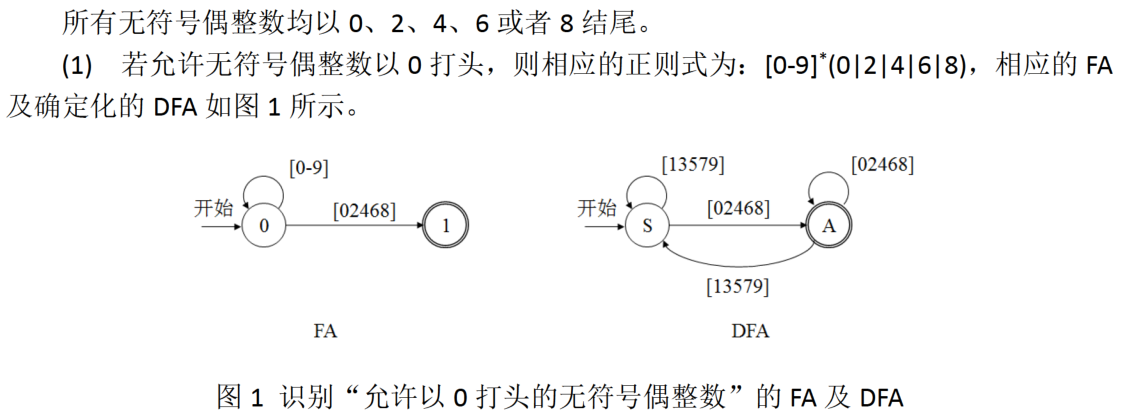 所有无符号偶整数均以 0、2、4、6 或者 8 结尾。
(1) 若允许无符号偶整数以 0 打头，则相应的正则式为：[0-9]*(0|2|4|6|8)，相应的 FA
及确定化的 DFA 如图 1 所示。
[0-9]
开始
0
[02468]
1
FA
[13579]
开始
S
[02468]
[02468]
A
[13579]
DFA
图 1 识别“允许以 0 打头的无符号偶整数”的 FA 及 DFA